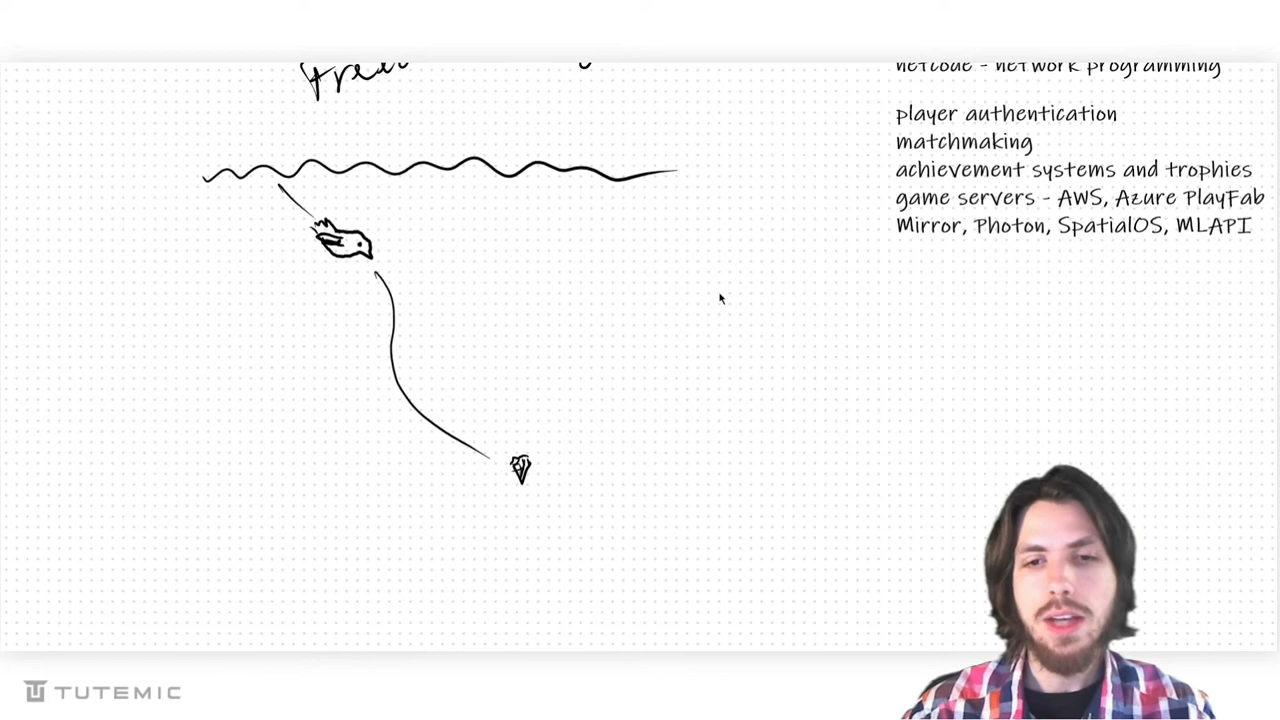 netcode - network programming
player authentication
matchmaking
achievement systems and trophies
game servers - AWS, Azure PlayFab
Mirror, Photon, SpatialOS, MLAPI
TUTEMIC